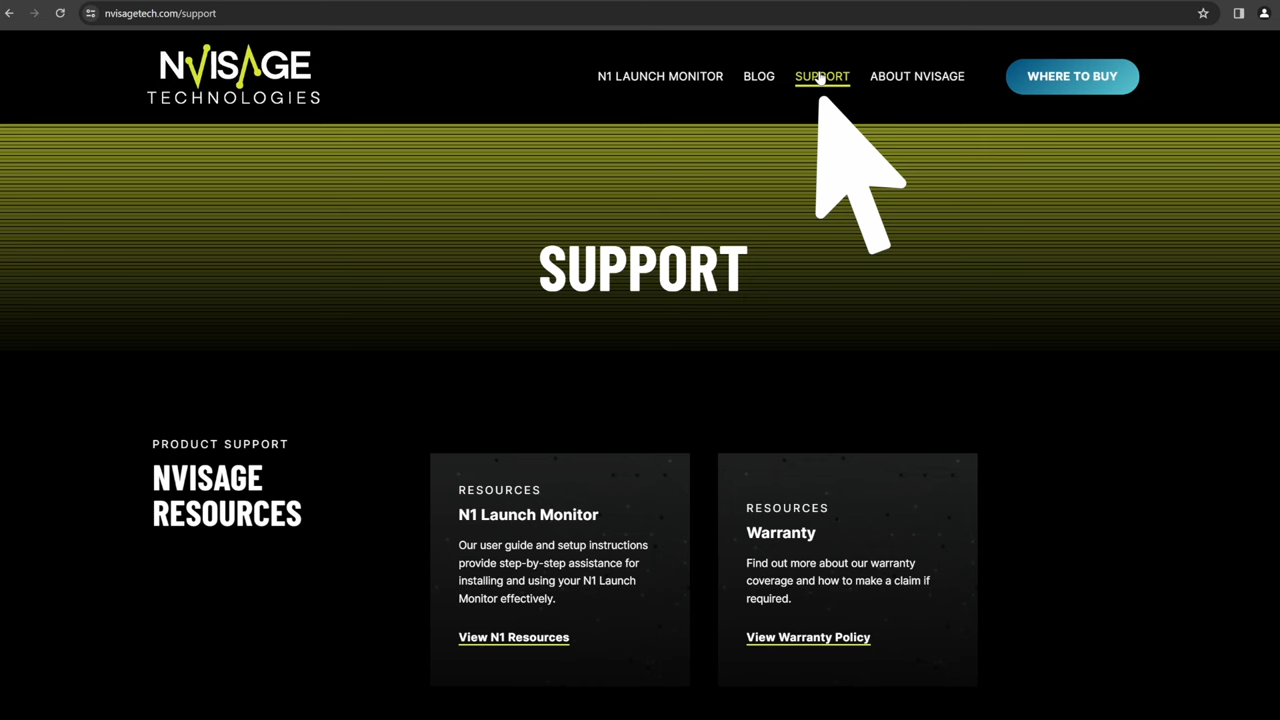 nvisagetech.com/support
NVISAGE
TECHNOLOGIES
N1 LAUNCH MONITOR
BLOG
SUPPORT
ABOUT NVISAGE
WHERE TO BUY
SUPPORT
PRODUCT SUPPORT
NVISAGE
RESOURCES
RESOURCES
N1 Launch Monitor
Our user guide and setup instructions
provide step-by-step assistance for
installing and using your N1 Launch
Monitor effectively.
View N1 Resources
RESOURCES
Warranty
Find out more about our warranty
coverage and how to make a claim if
required.
View Warranty Policy